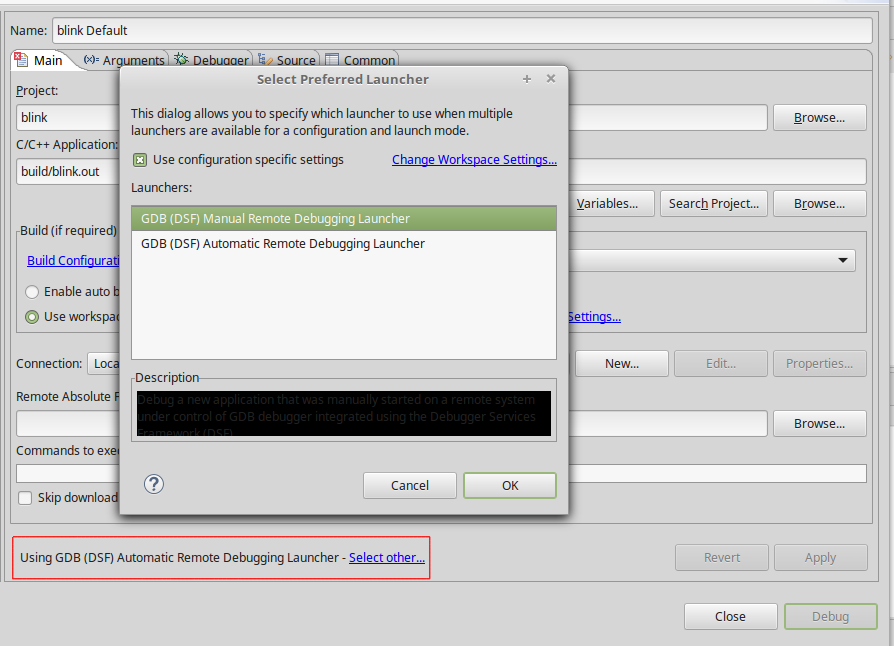 Name: blink Default
Main (x)= Arguments Debugger Source Common
Select Preferred Launcher
Project:
blink
Browse...
This dialog allows you to specify which launcher to use when multiple
launchers are available for a configuration and launch mode.
C/C++ Application:
build/blink.out
Use configuration specific settings Change Workspace Settings...
Launchers:
Variables... Search Project... Browse...
GDB (DSF) Manual Remote Debugging Launcher
GDB (DSF) Automatic Remote Debugging Launcher
Build (if required)
Build Configurati
Enable auto b
Use workspac
Settings...
Connection: Loca
New... Edit... Properties...
Description
Debug a new application that was manually started on a remote system
under control of GDB debugger integrated using the Debugger Services
Framework (DSF)
Remote Absolute F
Browse...
Commands to exe
Skip download
Cancel OK
Using GDB (DSF) Automatic Remote Debugging Launcher - Select other...
Revert Apply
Close Debug